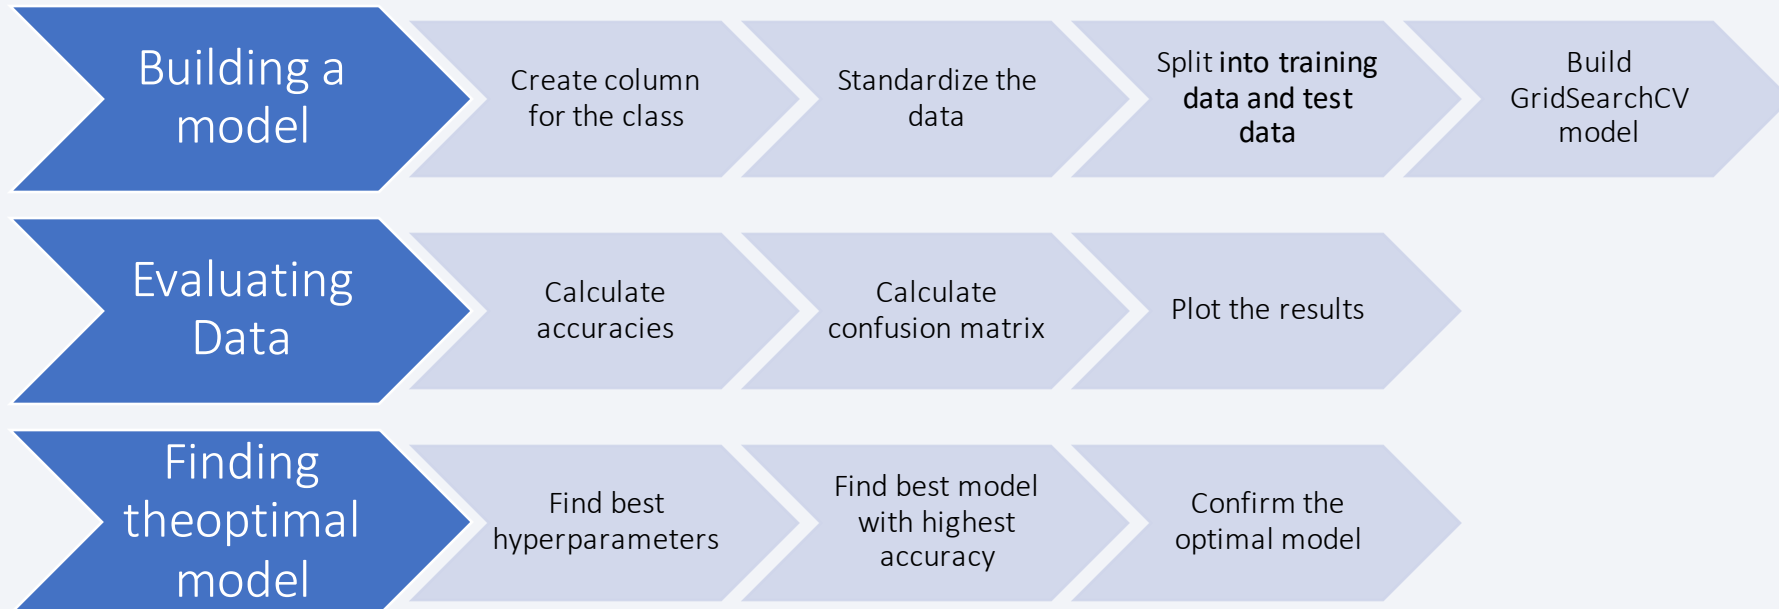 Building a
model
Create column
for the class
Standardize the
data
Split into training
data and test
data
Build
GridSearchCV
model
Evaluating
Data
Calculate
accuracies
Calculate
confusion matrix
Plot the results
Finding
theoptimal
model
Find best
hyperparameters
Find best model
with highest
accuracy
Confirm the
optimal model